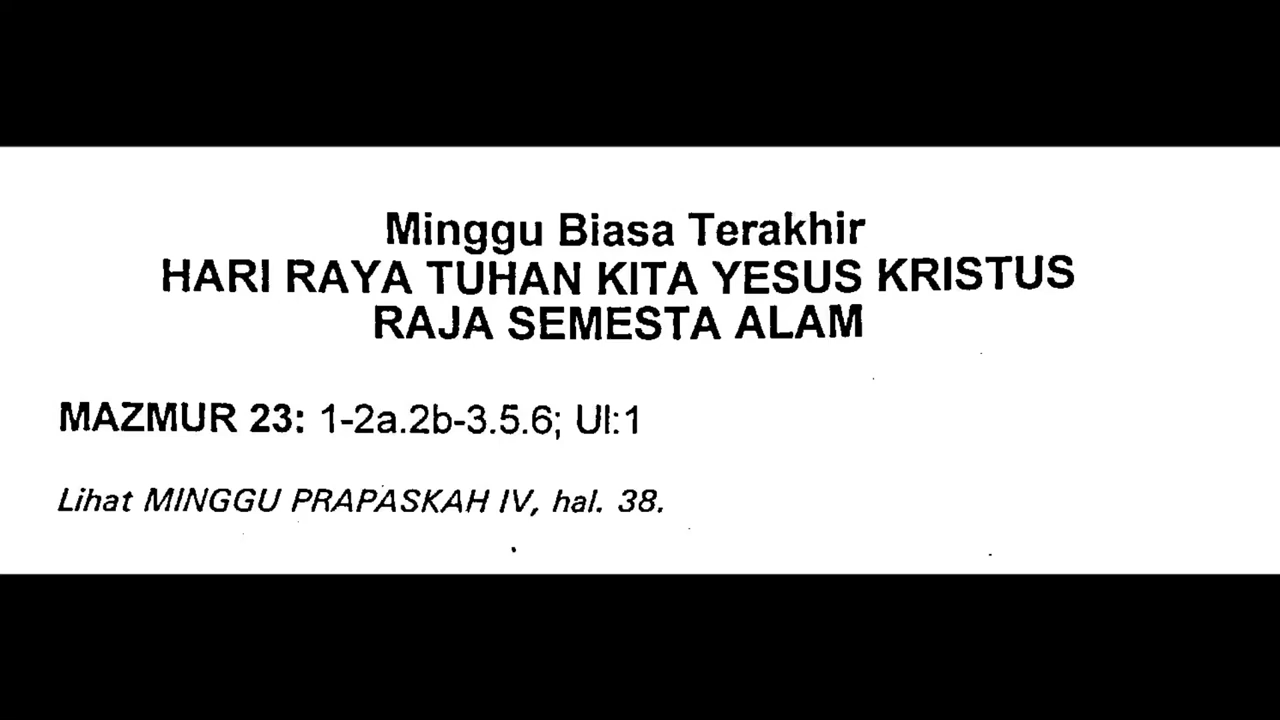 Minggu Biasa Terakhir
HARI RAYA TUHAN KITA YESUS KRISTUS
RAJA SEMESTA ALAM
MAZMUR 23: 1-2a.2b-3.5.6; Ul:1
Lihat MINGGU PRAPASKAH IV, hal. 38.